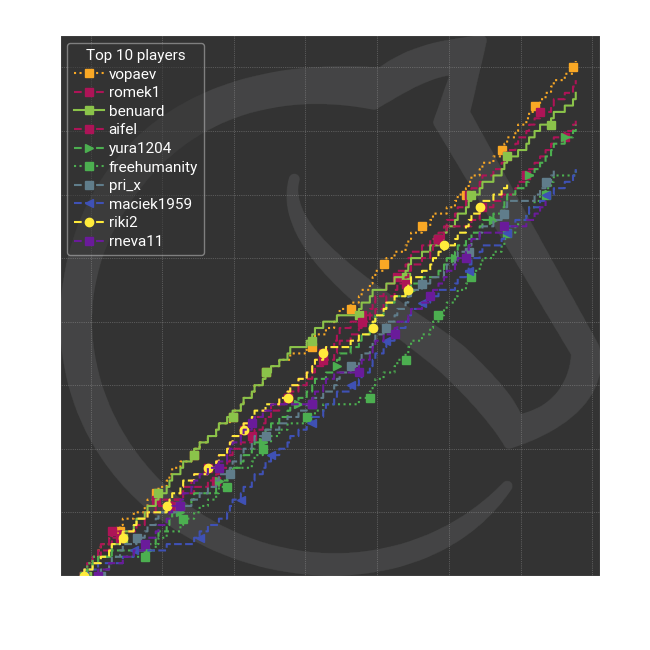 Top 10 players
vopaev
romek1
benuard
aifel
yura1204
freehumanity
pri_x
maciek1959
riki2
rneva11